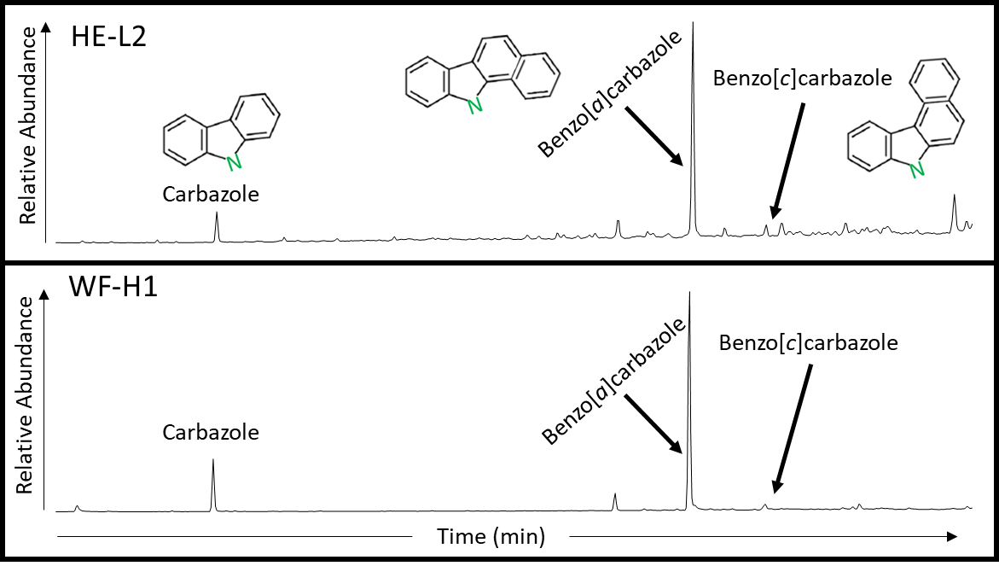 HE-L2
Relative Abundance
Carbazole
N
N
Benzo[a]carbazole
Benzo[c]carbazole
N
WF-H1
Relative Abundance
Carbazole
Benzo[a]carbazole
Benzo[c]carbazole
Time (min)